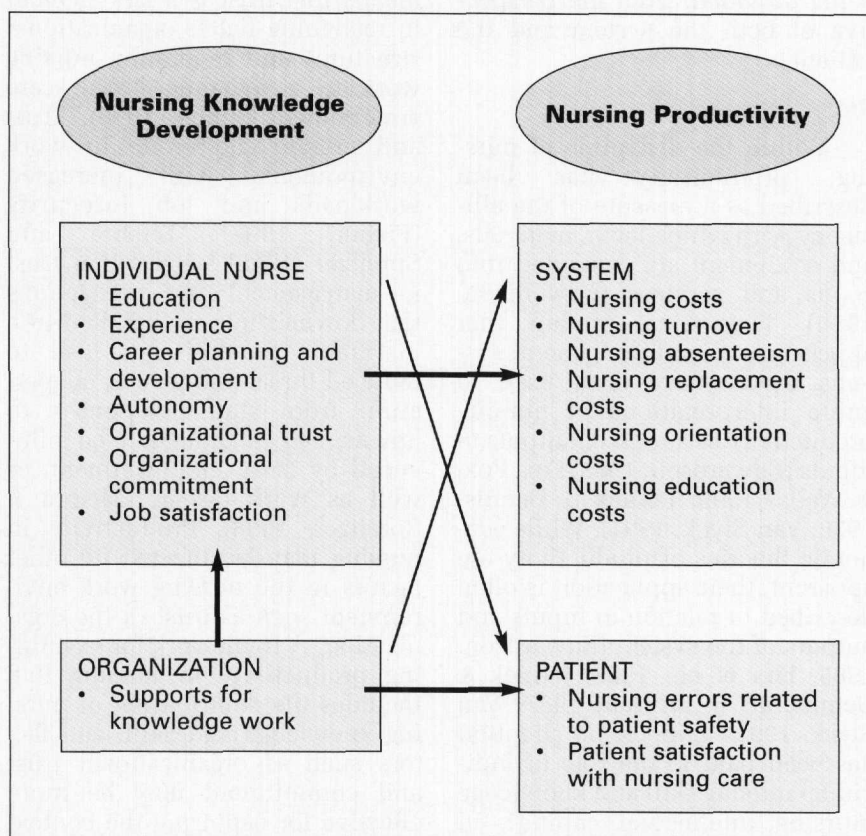 Nursing Knowledge
Development
Nursing Productivity
INDIVIDUAL NURSE
• Education
• Experience
• Career planning and
development
• Autonomy
• Organizational trust
• Organizational
commitment
• Job satisfaction
SYSTEM
• Nursing costs
• Nursing turnover
Nursing absenteeism
• Nursing replacement
costs
• Nursing orientation
costs
• Nursing education
costs
ORGANIZATION
• Supports for
knowledge work
PATIENT
• Nursing errors related
to patient safety
• Patient satisfaction
with nursing care